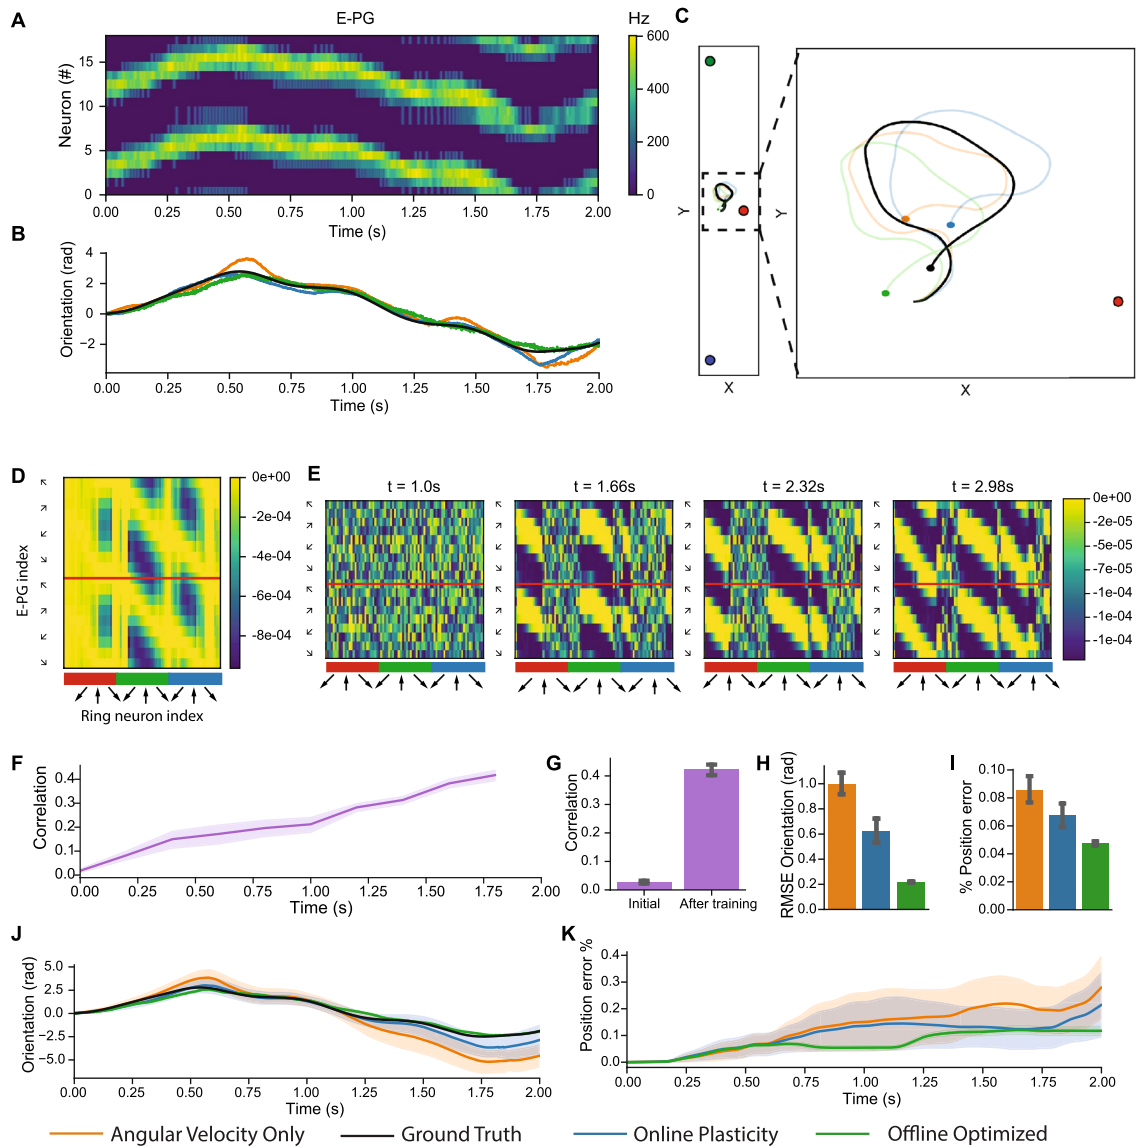 A
E-PG
Hz
Neuron (#)
15
10
5
0
600
400
200
0
0.00 0.25 0.50 0.75 1.00 1.25 1.50 1.75 2.00
Time (s)
B
Orientation (rad)
4
2
0
−2
0.00 0.25 0.50 0.75 1.00 1.25 1.50 1.75 2.00
Time (s)
C
Y
X
Y
X
D
E-PG index
0e+00
-2e-04
-4e-04
-6e-04
-8e-04
Ring neuron index
E
t = 1.0s
t = 1.66s
t = 2.32s
t = 2.98s
0e+00
-2e-05
-5e-05
-7e-05
-1e-04
-1e-04
-1e-04
F
Correlation
0.4
0.3
0.2
0.1
0.0
0.00 0.25 0.50 0.75 1.00 1.25 1.50 1.75 2.00
Time (s)
G
Correlation
0.4
0.3
0.2
0.1
0.0
Initial After training
H
RMSE Orientation (rad)
1.0
0.8
0.6
0.4
0.2
0.0
I
% Position error
0.10
0.08
0.06
0.04
0.02
0.00
J
Orientation (rad)
5.0
2.5
0.0
−2.5
−5.0
0.00 0.25 0.50 0.75 1.00 1.25 1.50 1.75 2.00
Time (s)
K
Position error %
0.4
0.3
0.2
0.1
0.0
0.00 0.25 0.50 0.75 1.00 1.25 1.50 1.75 2.00
Time (s)
Angular Velocity Only Ground Truth Online Plasticity Offline Optimized